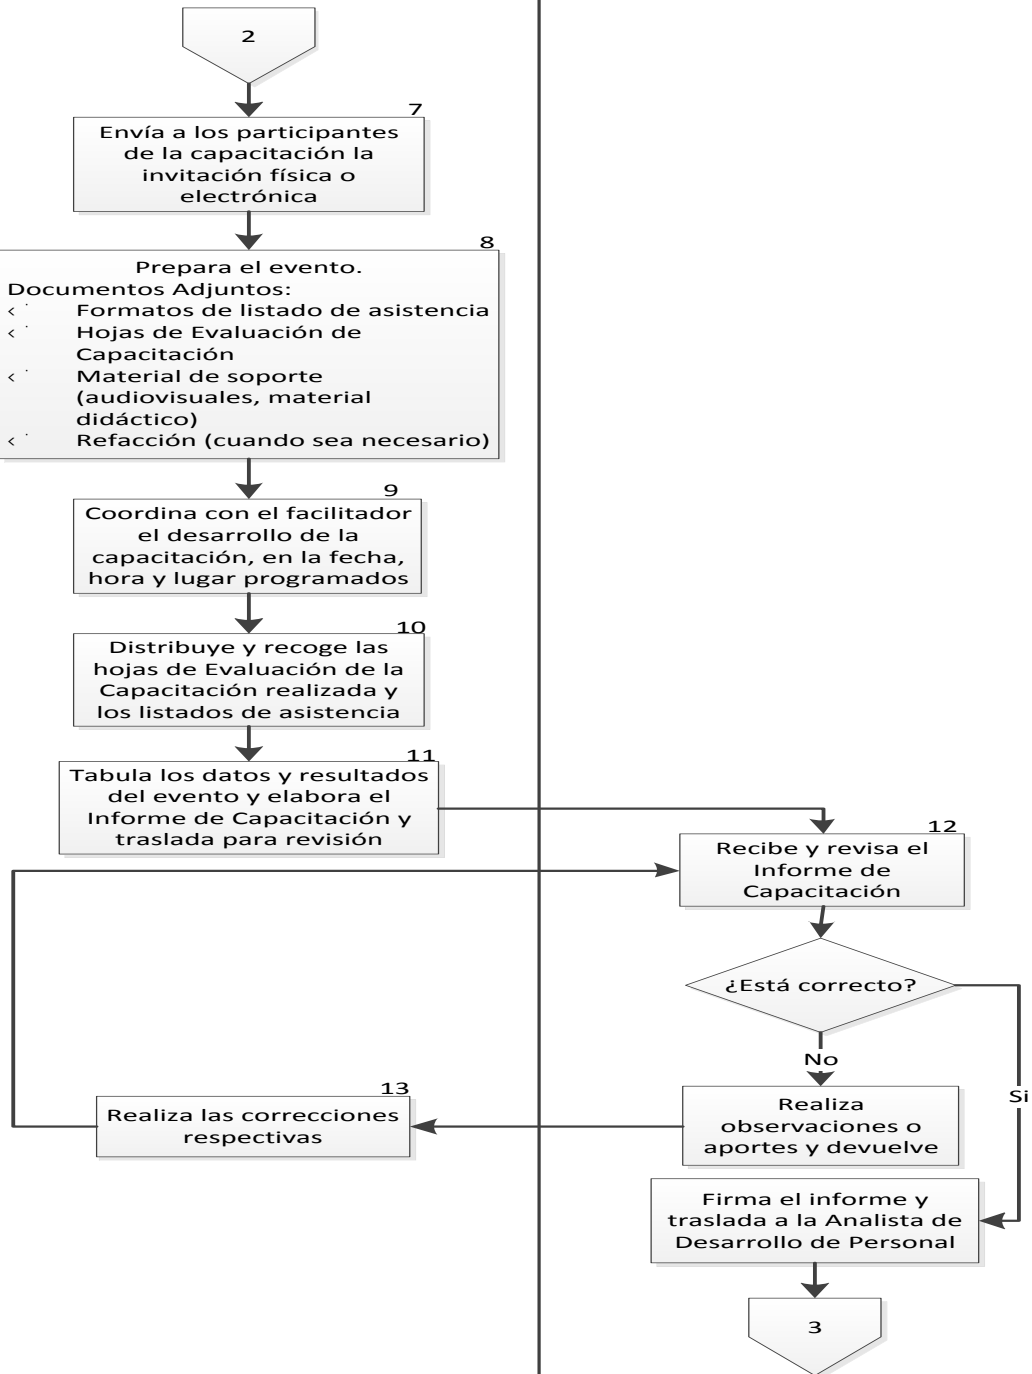 2
7
Envía a los participantes
de la capacitación la
invitación física o
electrónica
8
Prepara el evento.
Documentos Adjuntos:
Formatos de listado de asistencia
Hojas de Evaluación de
Capacitación
Material de soporte
(audiovisuales, material
didáctico)
Refacción (cuando sea necesario)
9
Coordina con el facilitador
el desarrollo de la
capacitación, en la fecha,
hora y lugar programados
10
Distribuye y recoge las
hojas de Evaluación de la
Capacitación realizada y
los listados de asistencia
11
Tabula los datos y resultados
del evento y elabora el
Informe de Capacitación y
traslada para revisión
12
Recibe y revisa el
Informe de
Capacitación
¿Está correcto?
No
Si
Realiza
observaciones o
aportes y devuelve
13
Realiza las correcciones
respectivas
Firma el informe y
traslada a la Analista de
Desarrollo de Personal
3